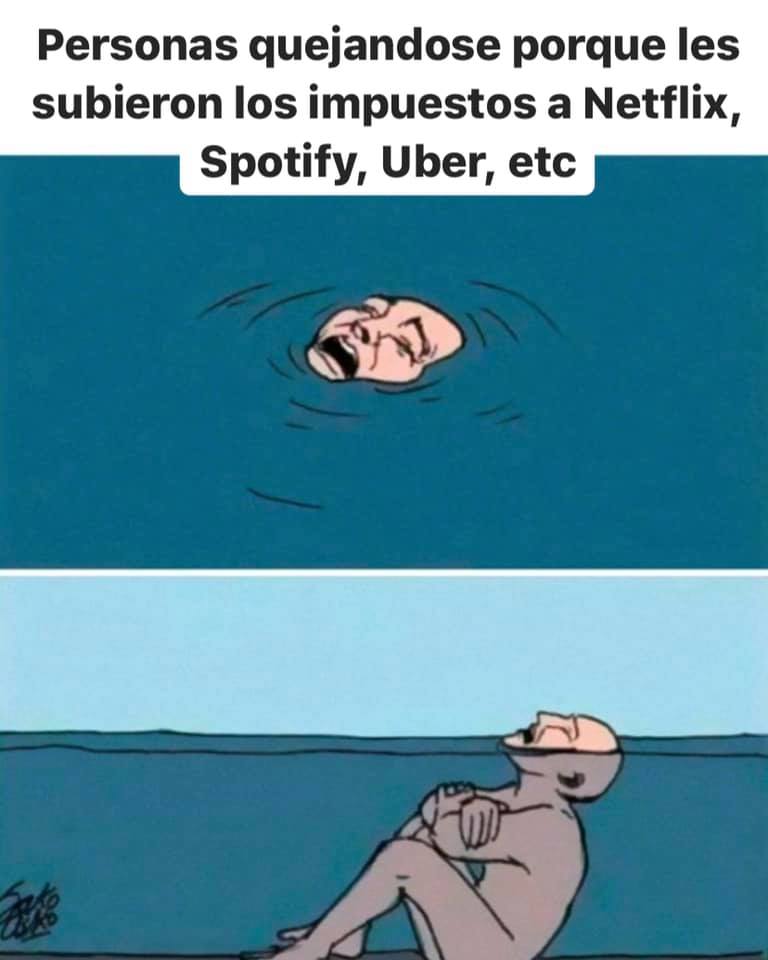 Personas quejandose porque les
subieron los impuestos a Netflix,
Spotify, Uber, etc